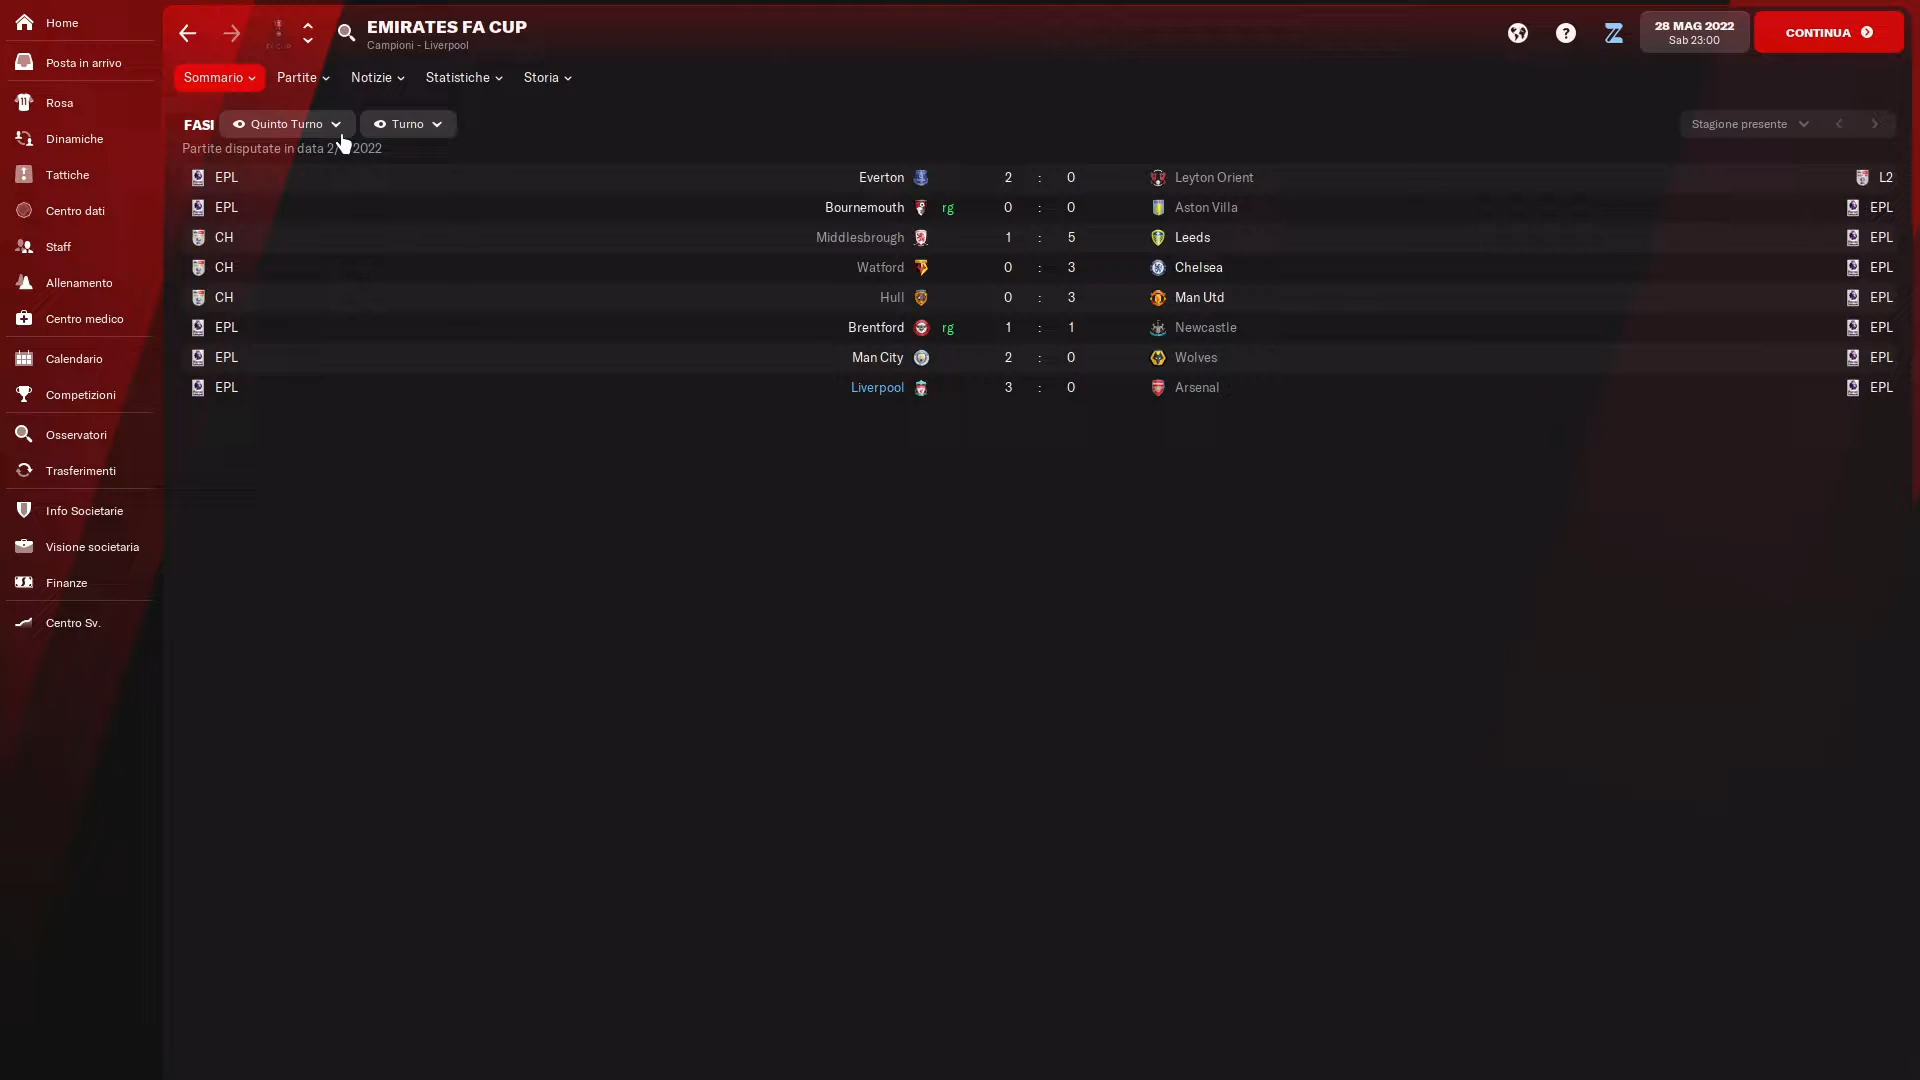 Home
Posta in arrivo
Rosa
Dinamiche
Tattiche
Centro dati
Staff
Allenamento
Centro medico
Calendario
Competizioni
Osservatori
Trasferimenti
Info Societarie
Visione societaria
Finanze
Centro Sv.
EMIRATES FA CUP
Campioni - Liverpool
28 MAG 2022
Sab 23:00
CONTINUA
Sommario Partite Notizie Statistiche Storia
FASI Quinto Turno Turno Stagione presente
Partite disputate in data 2/ 2022
EPL Everton 2 : 0 Leyton Orient L2
EPL Bournemouth rg 0 : 0 Aston Villa EPL
CH Middlesbrough 1 : 5 Leeds EPL
CH Watford 0 : 3 Chelsea EPL
CH Hull 0 : 3 Man Utd EPL
EPL Brentford rg 1 : 1 Newcastle EPL
EPL Man City 2 : 0 Wolves EPL
EPL Liverpool 3 : 0 Arsenal EPL